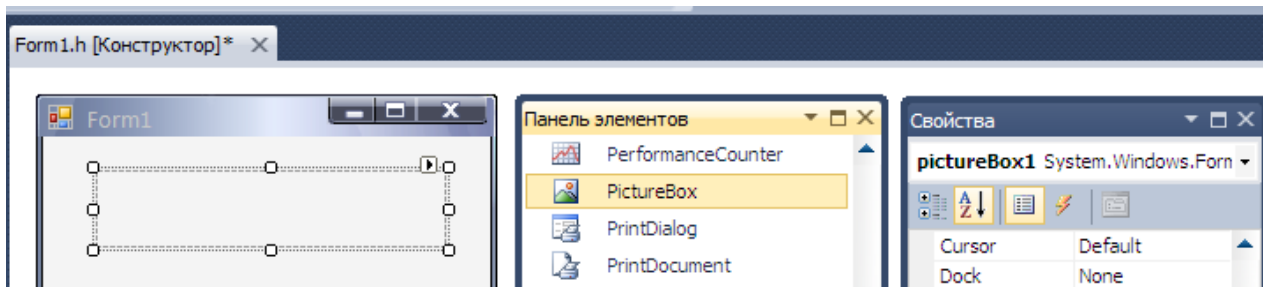 Form1.h [Конструктор]*
Form1
Панель элементов
PerformanceCounter
PictureBox
PrintDialog
PrintDocument
Свойства
pictureBox1 System.Windows.Forn
Cursor Default
Dock None